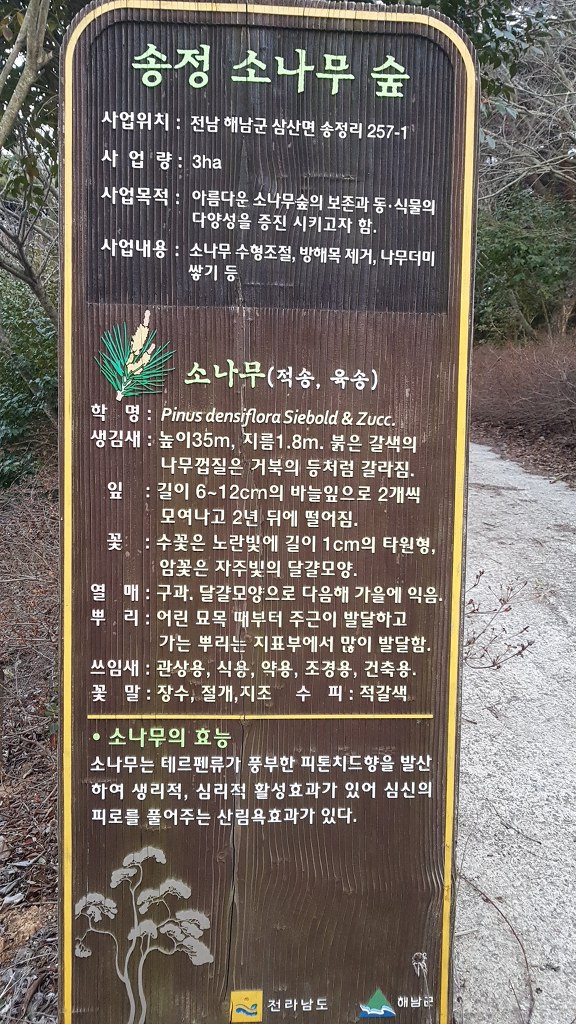 송정 소나무 숲
사업위치 : 전남 해남군 삼산면 송정리 257-1
사 업 량 : 3ha
사업목적 : 아름다운 소나무숲의 보존과 동·식물의
다양성을 증진 시키고자 함.
사업내용 : 소나무 수형조절, 방해목 제거, 나무더미
쌓기 등
소나무(적송, 육송)
학 명 : Pinus densiflora Siebold & Zucc.
생김새 : 높이35m, 지름1.8m. 붉은 갈색의
나무껍질은 거북의 등처럼 갈라짐.
잎 : 길이 6~12cm의 바늘잎으로 2개씩
모여나고 2년 뒤에 떨어짐.
꽃 : 수꽃은 노란빛에 길이 1cm의 타원형,
암꽃은 자주빛의 달걀모양.
열 매 : 구과. 달걀모양으로 다음해 가을에 익음.
뿌 리 : 어린 묘목 때부터 주근이 발달하고
가는 뿌리는 지표부에서 많이 발달함.
쓰임새 : 관상용, 식용, 약용, 조경용, 건축용.
꽃 말 : 장수, 절개,지조 수 피 : 적갈색
• 소나무의 효능
소나무는 테르펜류가 풍부한 피톤치드향을 발산
하여 생리적, 심리적 활성효과가 있어 심신의
피로를 풀어주는 산림욕효과가 있다.
전라남도 해남군